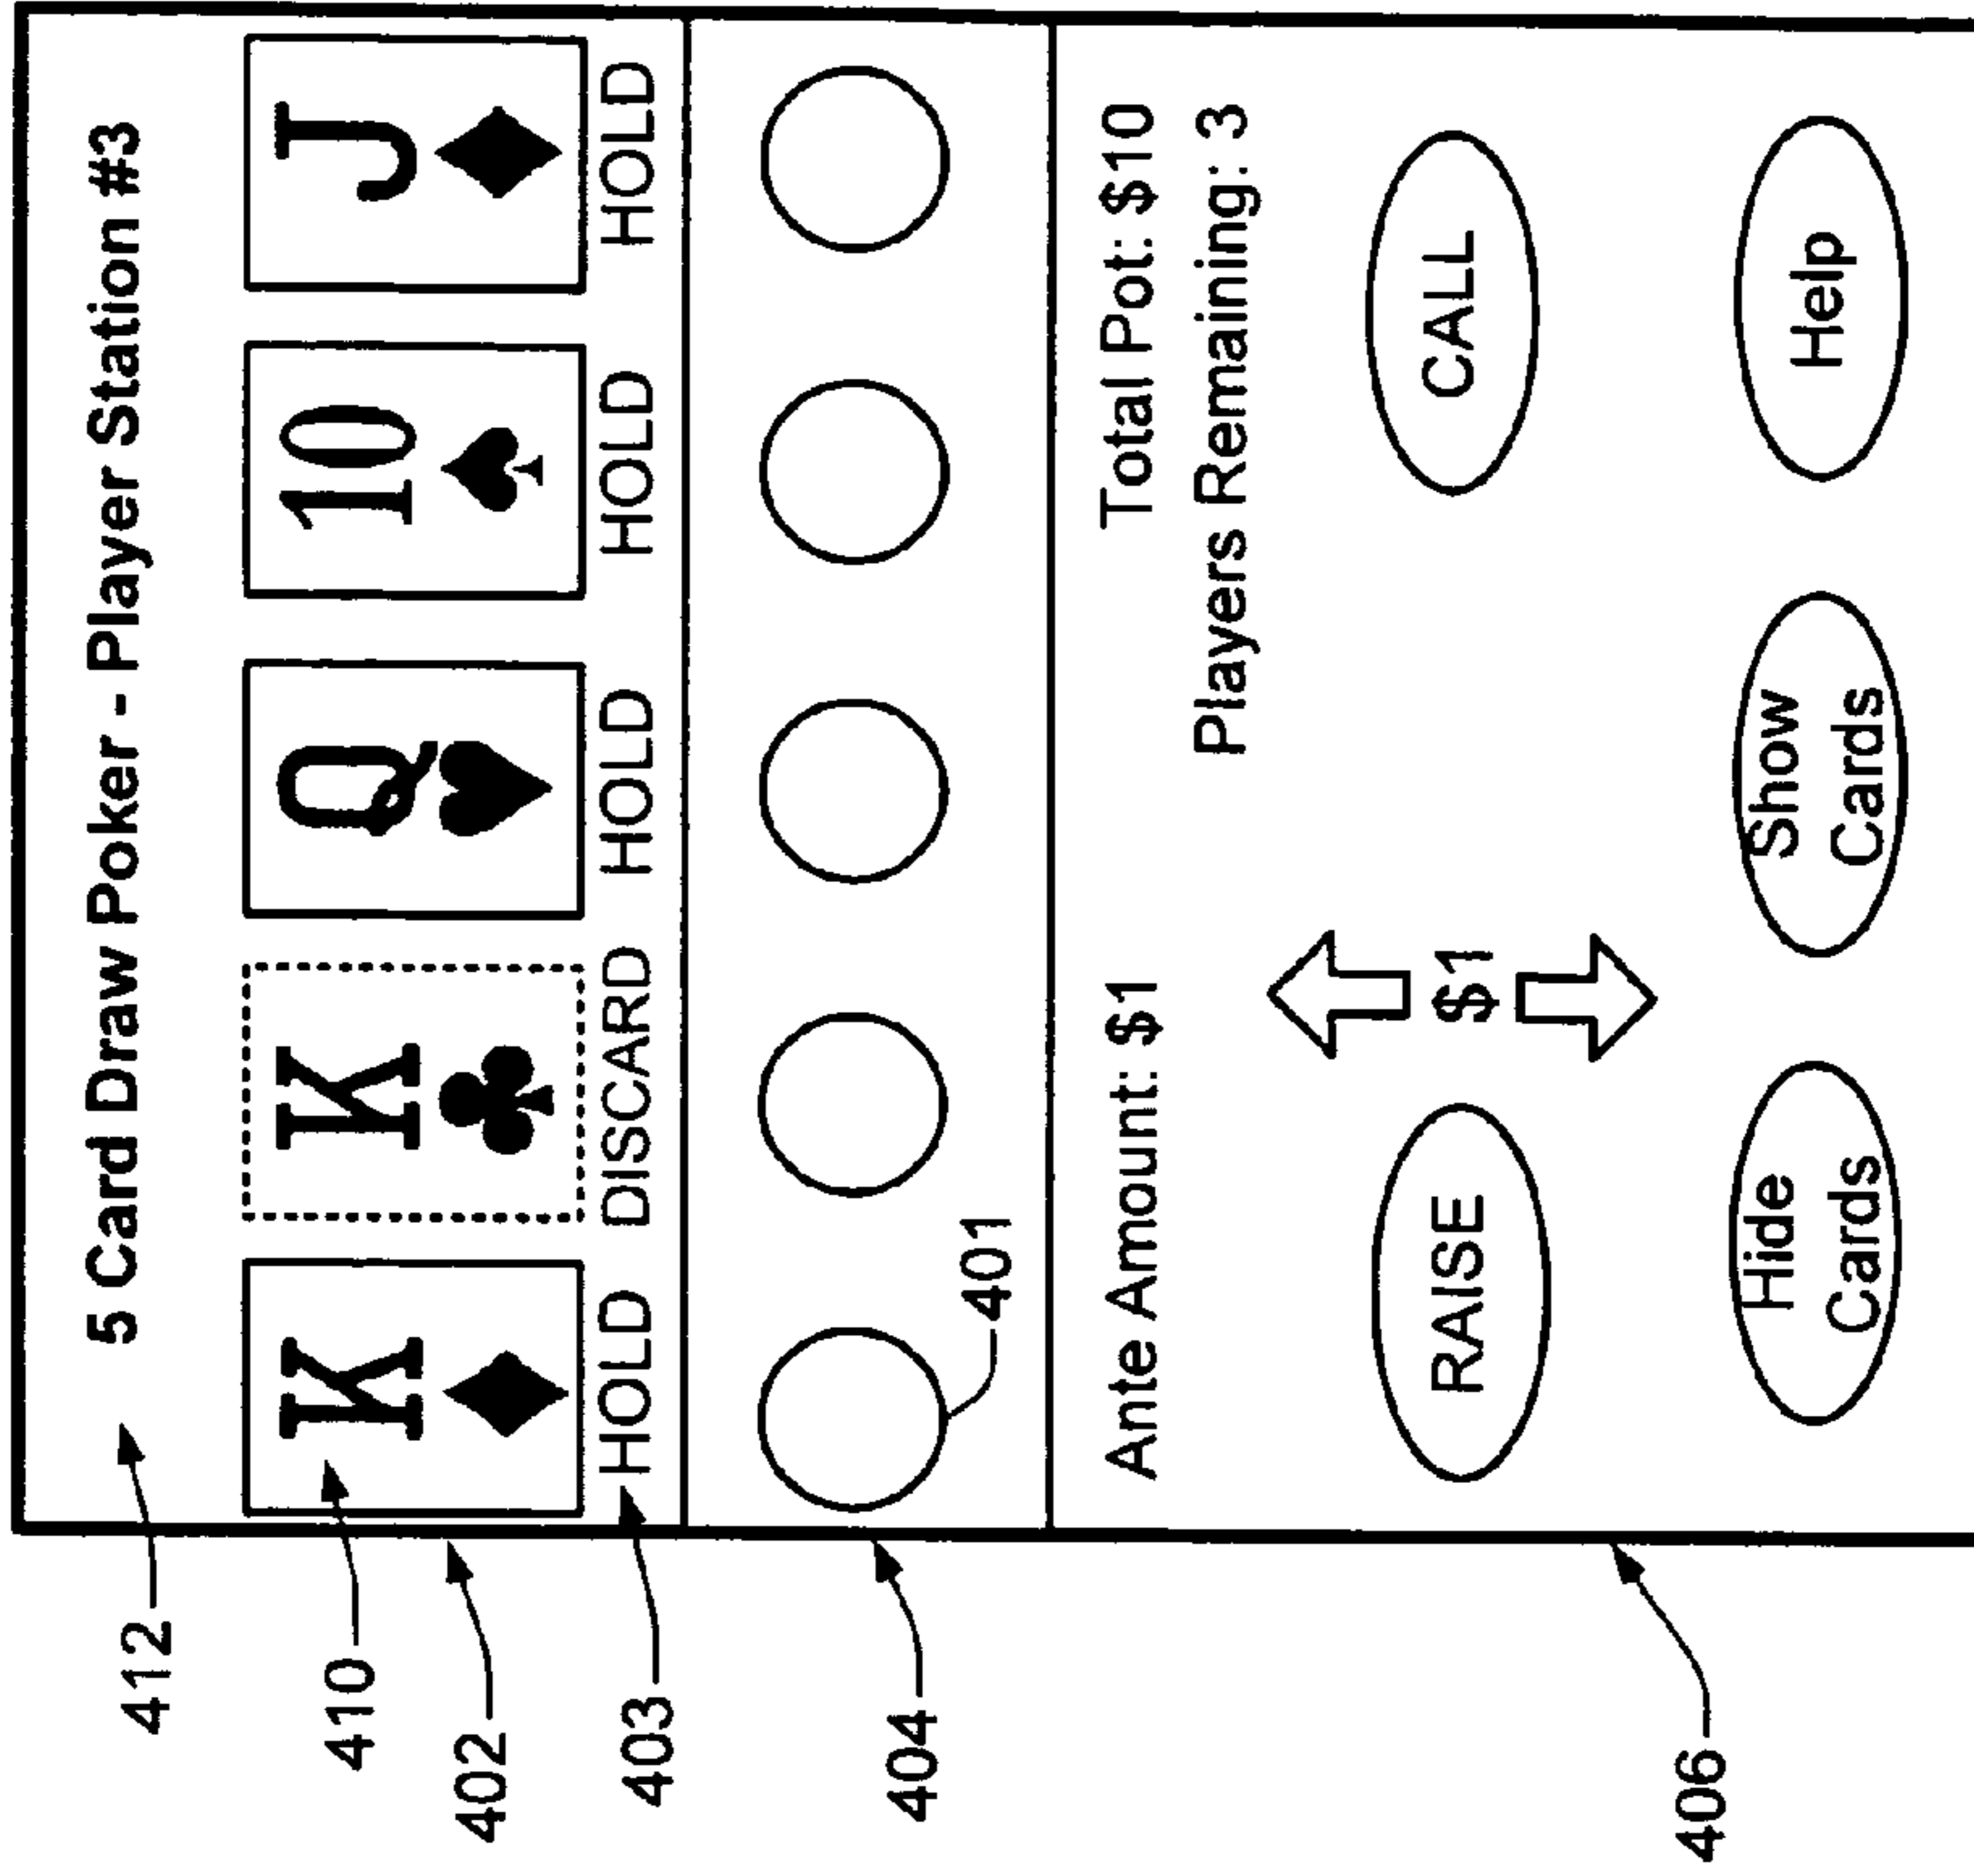 5 Card Draw Poker - Player Station #3
K K Q 10 J
HOLD DISCARD HOLD HOLD HOLD
401
Ante Amount: $1 Total Pot: $10
Players Remaining: 3
RAISE $1 CALL
Hide Cards
Show Cards
Help
412
410
402
403
404
406